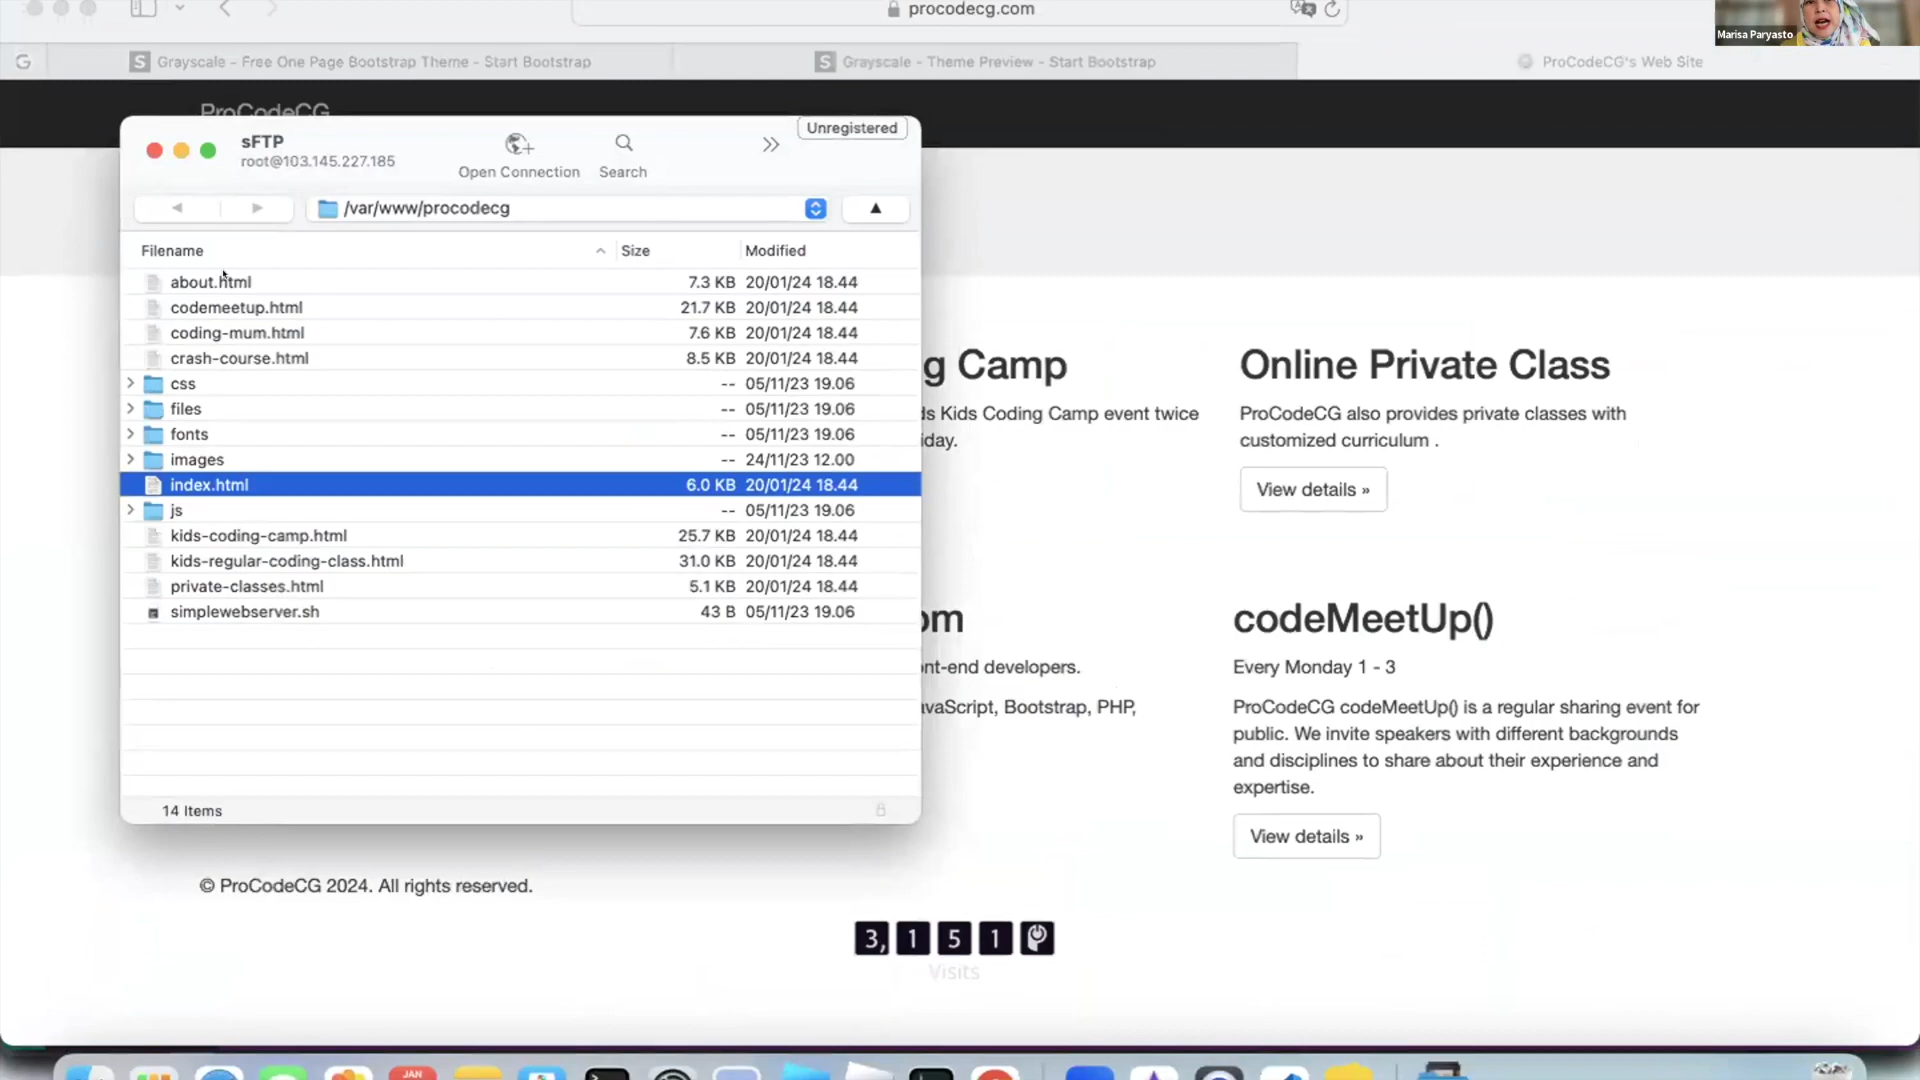 procodecg.com
Marisa Paryasto
Grayscale - Free One Page Bootstrap Theme - Start Bootstrap
Grayscale - Theme Preview - Start Bootstrap
ProCodeCG's Web Site
ProCodeCG
Unregistered
sFTP
root@103.145.227.185
Open Connection
Search
/var/www/procodecg
Filename Size Modified
about.html 7.3 KB 20/01/24 18.44
codemeetup.html 21.7 KB 20/01/24 18.44
coding-mum.html 7.6 KB 20/01/24 18.44
crash-course.html 8.5 KB 20/01/24 18.44
css -- 05/11/23 19.06
files -- 05/11/23 19.06
fonts -- 05/11/23 19.06
images -- 24/11/23 12.00
index.html 6.0 KB 20/01/24 18.44
js -- 05/11/23 19.06
kids-coding-camp.html 25.7 KB 20/01/24 18.44
kids-regular-coding-class.html 31.0 KB 20/01/24 18.44
private-classes.html 5.1 KB 20/01/24 18.44
simplewebserver.sh 43 B 05/11/23 19.06
14 Items
g Camp
ds Kids Coding Camp event twice
iday.
Online Private Class
ProCodeCG also provides private classes with
customized curriculum .
View details »
om
nt-end developers.
avaScript, Bootstrap, PHP,
codeMeetUp()
Every Monday 1 - 3
ProCodeCG codeMeetUp() is a regular sharing event for
public. We invite speakers with different backgrounds
and disciplines to share about their experience and
expertise.
View details »
© ProCodeCG 2024. All rights reserved.
3,151
Visits
JAN